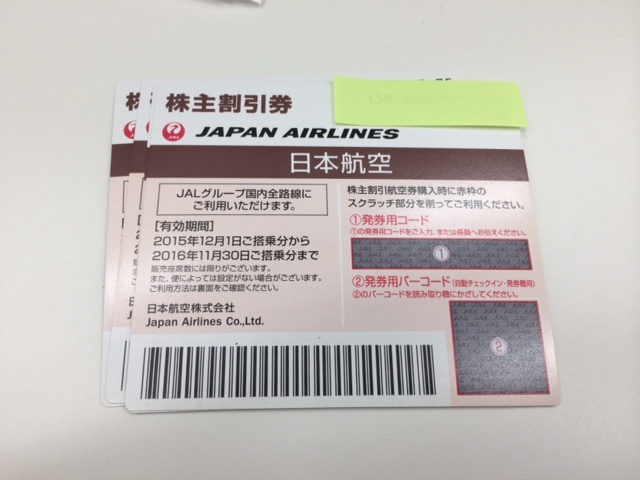 株主割引券
JAL JAPAN AIRLINES
日本航空
JALグループ国内全路線に
ご利用いただけます。
[有効期間]
2015年12月1日ご搭乗分から
2016年11月30日ご搭乗分まで
販売座席数には限りがございます。
また、便によっては設定がない場合がございます。
ご利用方法は裏面をご確認ください。
日本航空株式会社
Japan Airlines Co.,Ltd.
株主割引航空券購入時に赤枠の
スクラッチ部分を削ってご利用ください。
①発券用コード
①の発券用コードをご入力、または係員へお伝えください。
①
②発券用バーコード(自動チェックイン・発券機用)
②のバーコードを読み取り機にかざしてください。
②